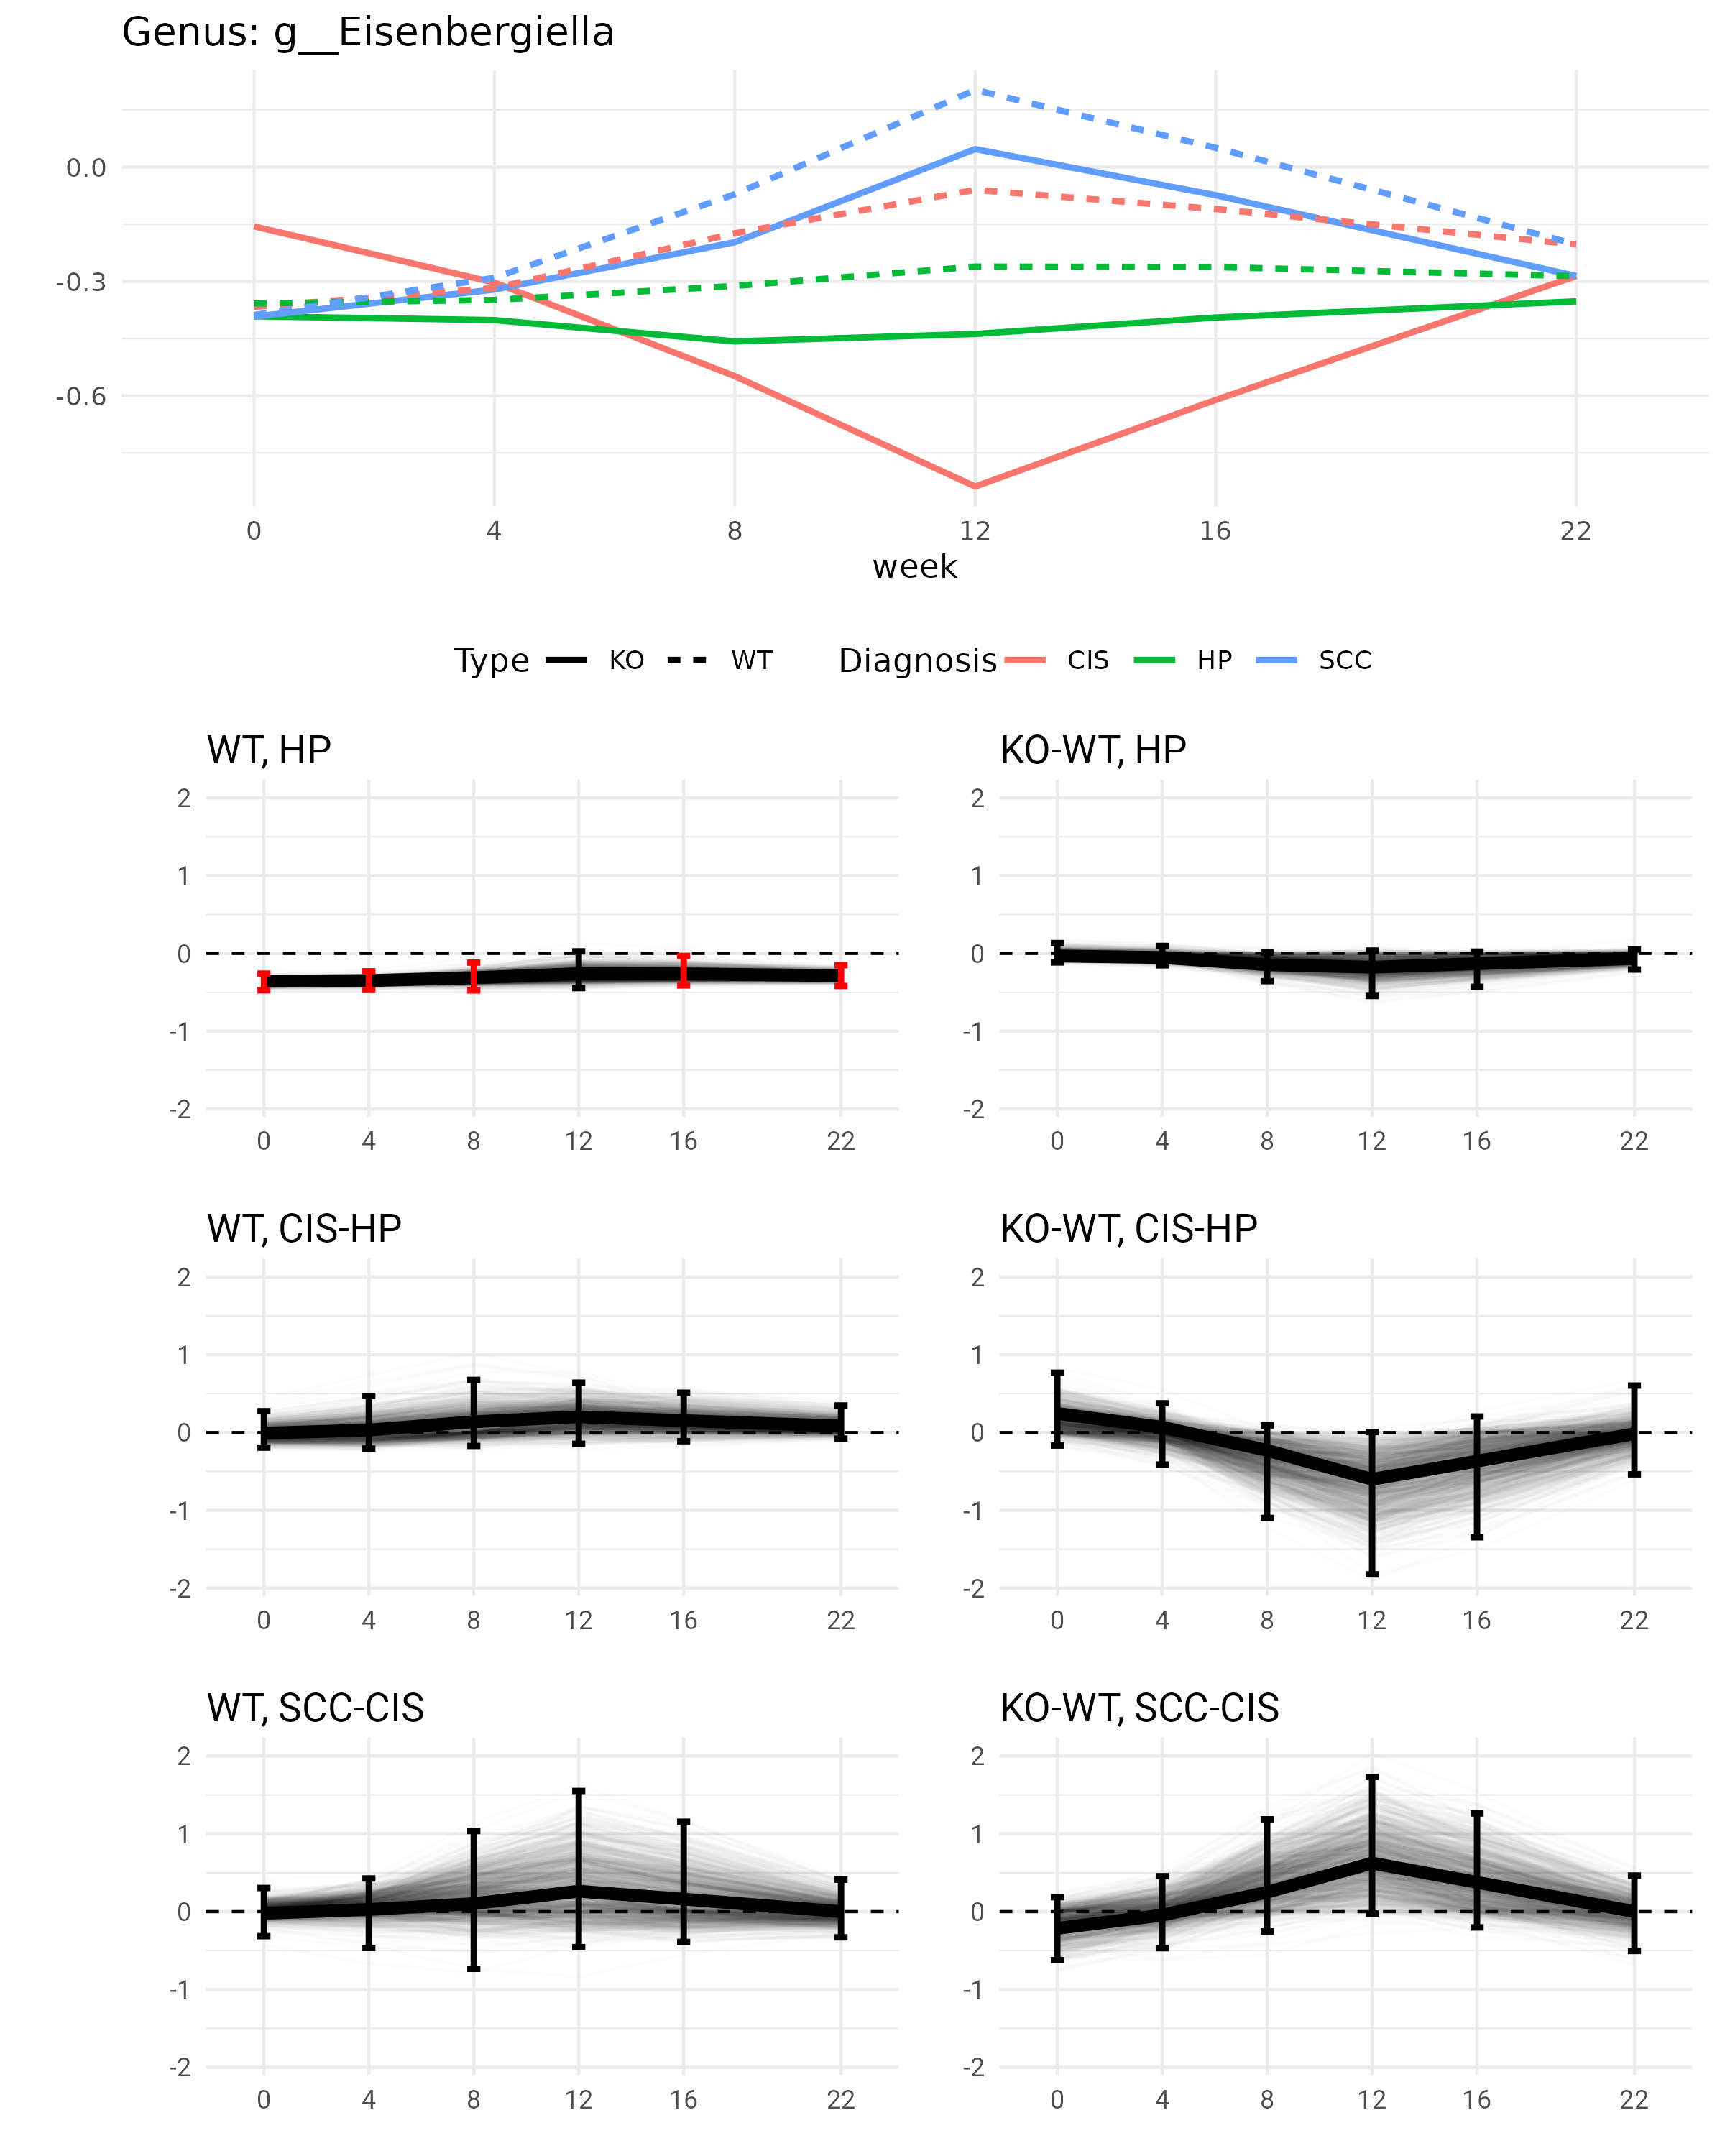 Genus: g__Eisenbergiella
0.0
-0.3
-0.6
0 4 8 12 16 22
week
Type KO WT Diagnosis CIS HP SCC
WT, HP
2
1
0
-1
-2
0 4 8 12 16 22
KO-WT, HP
2
1
0
-1
-2
0 4 8 12 16 22
WT, CIS-HP
2
1
0
-1
-2
0 4 8 12 16 22
KO-WT, CIS-HP
2
1
0
-1
-2
0 4 8 12 16 22
WT, SCC-CIS
2
1
0
-1
-2
0 4 8 12 16 22
KO-WT, SCC-CIS
2
1
0
-1
-2
0 4 8 12 16 22